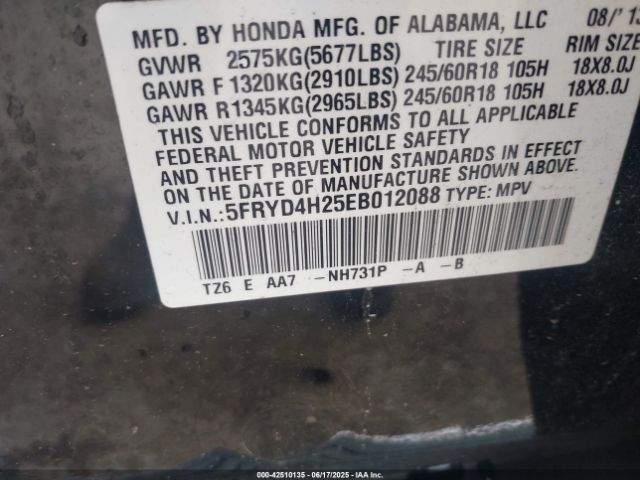 MFD. BY HONDA MFG. OF ALABAMA, LLC 08/'13
GVWR 2575KG(5677LBS) TIRE SIZE RIM SIZE
GAWR F 1320KG(2910LBS) 245/60R18 105H 18X8.0J
GAWR R1345KG(2965LBS) 245/60R18 105H 18X8.0J
THIS VEHICLE CONFORMS TO ALL APPLICABLE
FEDERAL MOTOR VEHICLE SAFETY
AND THEFT PREVENTION STANDARDS IN EFFECT
ON THE DATE OF MANUFACTURE SHOWN ABOVE.
V.I.N.:5FRYD4H25EB012088 TYPE: MPV
TZ6 E AA7 -NH731P -A -B
000-42510135 - 06/17/2025 - IAA, Inc.